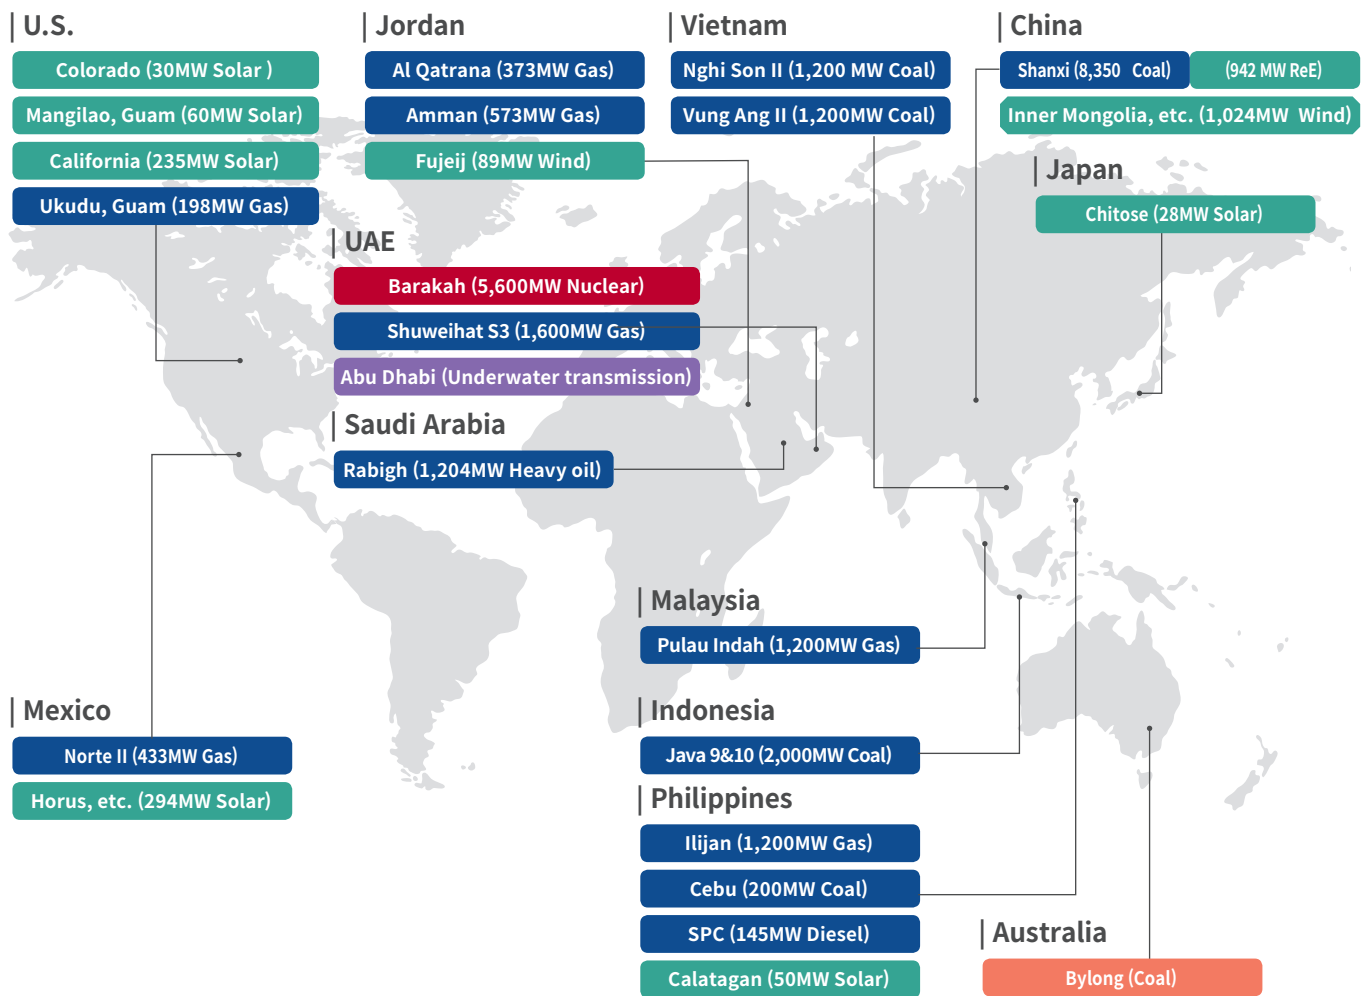 U.S.
Colorado (30MW Solar )
Mangilao, Guam (60MW Solar)
California (235MW Solar)
Ukudu, Guam (198MW Gas)
Jordan
Al Qatrana (373MW Gas)
Amman (573MW Gas)
Fujeij (89MW Wind)
Vietnam
Nghi Son II (1,200 MW Coal)
Vung Ang II (1,200MW Coal)
China
Shanxi (8,350 Coal) (942 MW ReE)
Inner Mongolia, etc. (1,024MW Wind)
Japan
Chitose (28MW Solar)
UAE
Barakah (5,600MW Nuclear)
Shuweihat S3 (1,600MW Gas)
Abu Dhabi (Underwater transmission)
Saudi Arabia
Rabigh (1,204MW Heavy oil)
Malaysia
Pulau Indah (1,200MW Gas)
Mexico
Norte II (433MW Gas)
Horus, etc. (294MW Solar)
Indonesia
Java 9&10 (2,000MW Coal)
Philippines
Ilijan (1,200MW Gas)
Cebu (200MW Coal)
SPC (145MW Diesel)
Calatagan (50MW Solar)
Australia
Bylong (Coal)